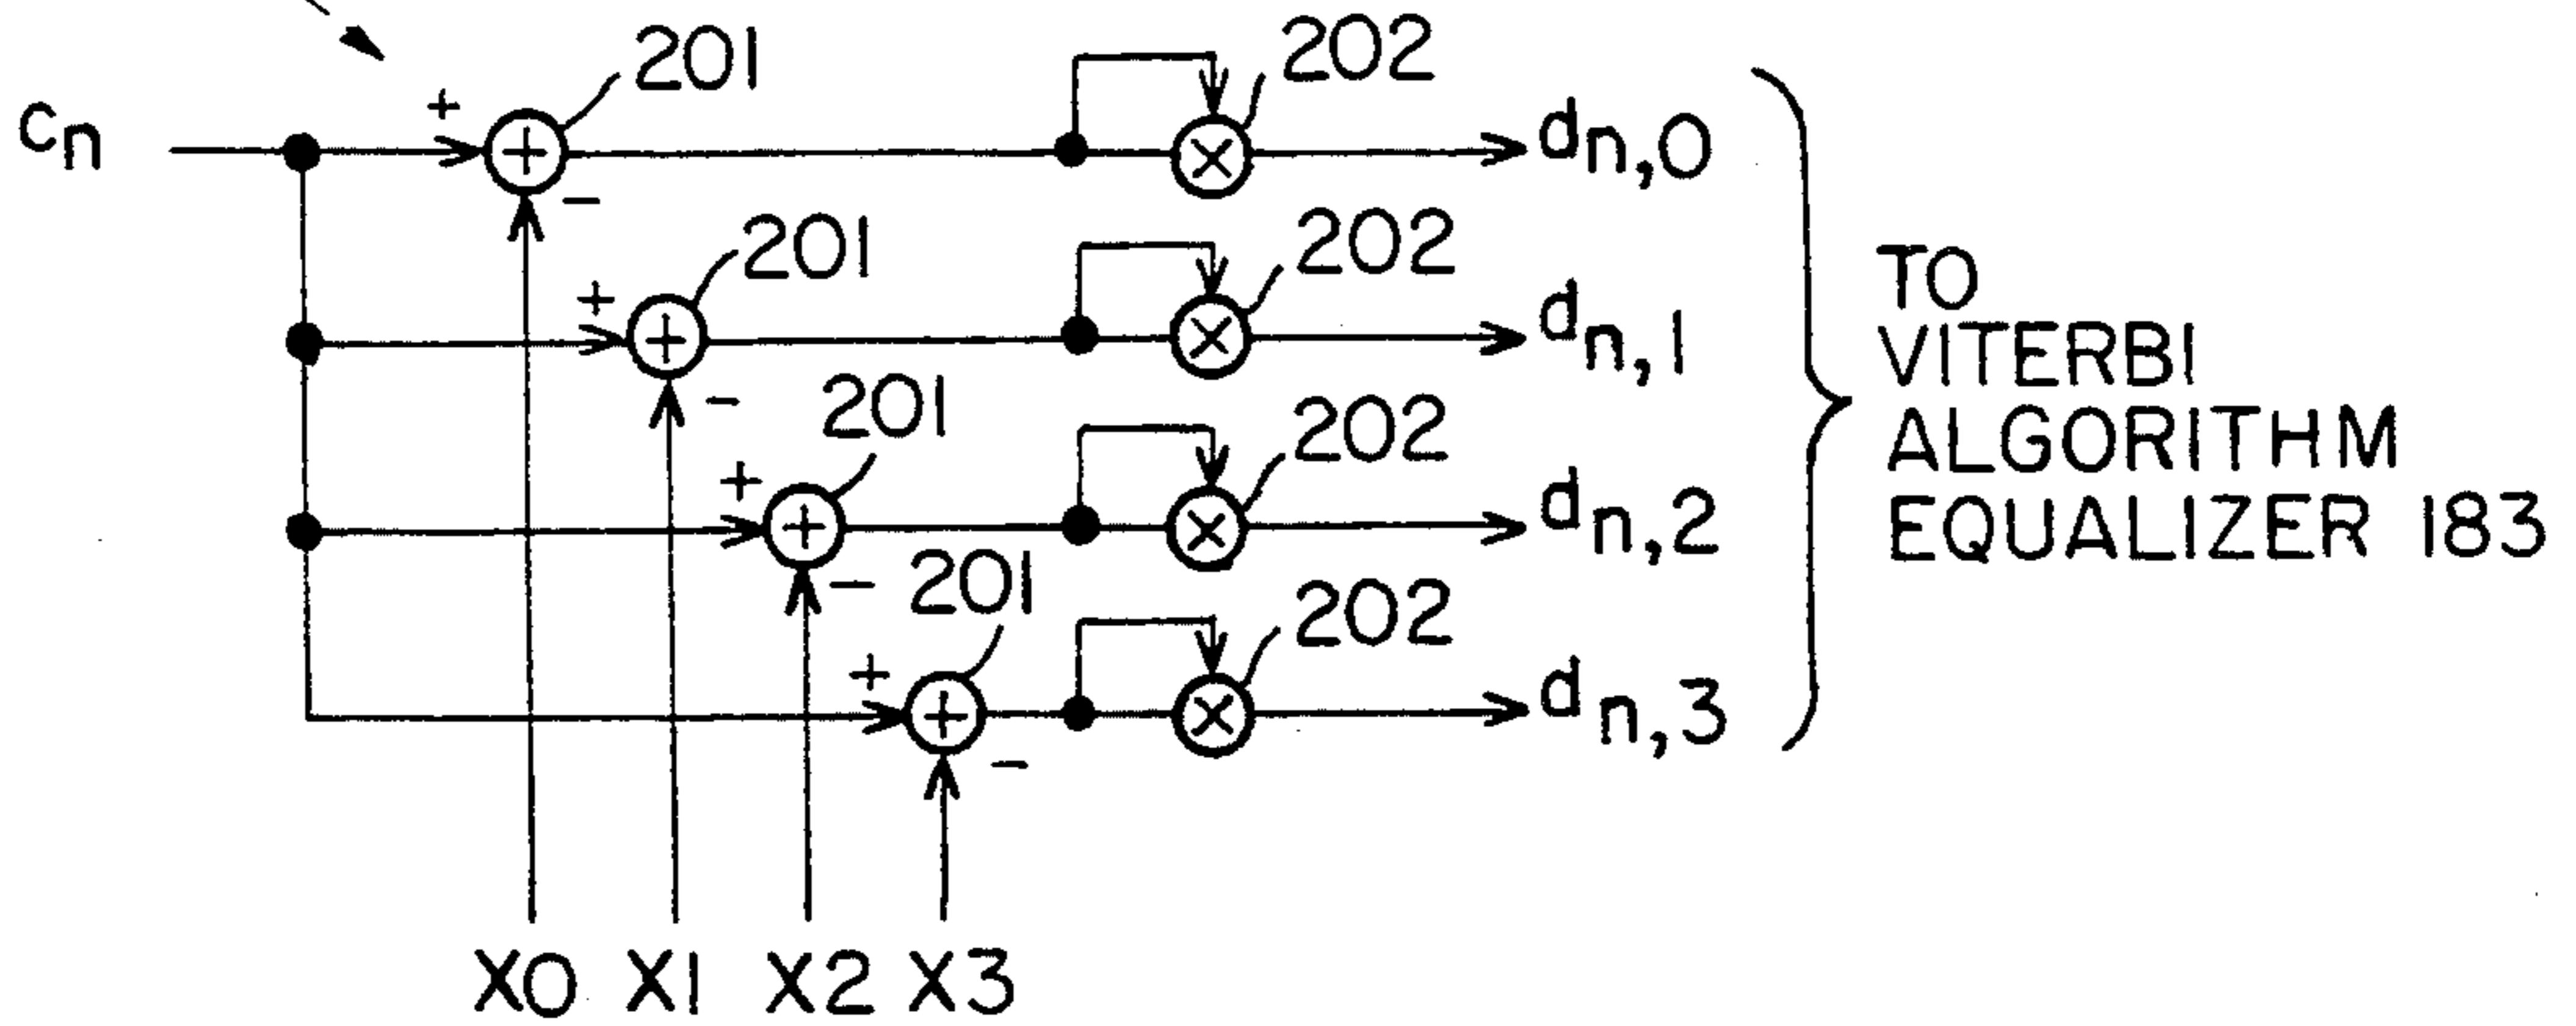 201
202
cn
+
+
dn,0
-
201
202
+
+
dn,1
TO
VITERBI
ALGORITHM
EQUALIZER 183
-
201
202
+
+
dn,2
-
201
202
+
+
dn,3
-
X0 X1 X2 X3